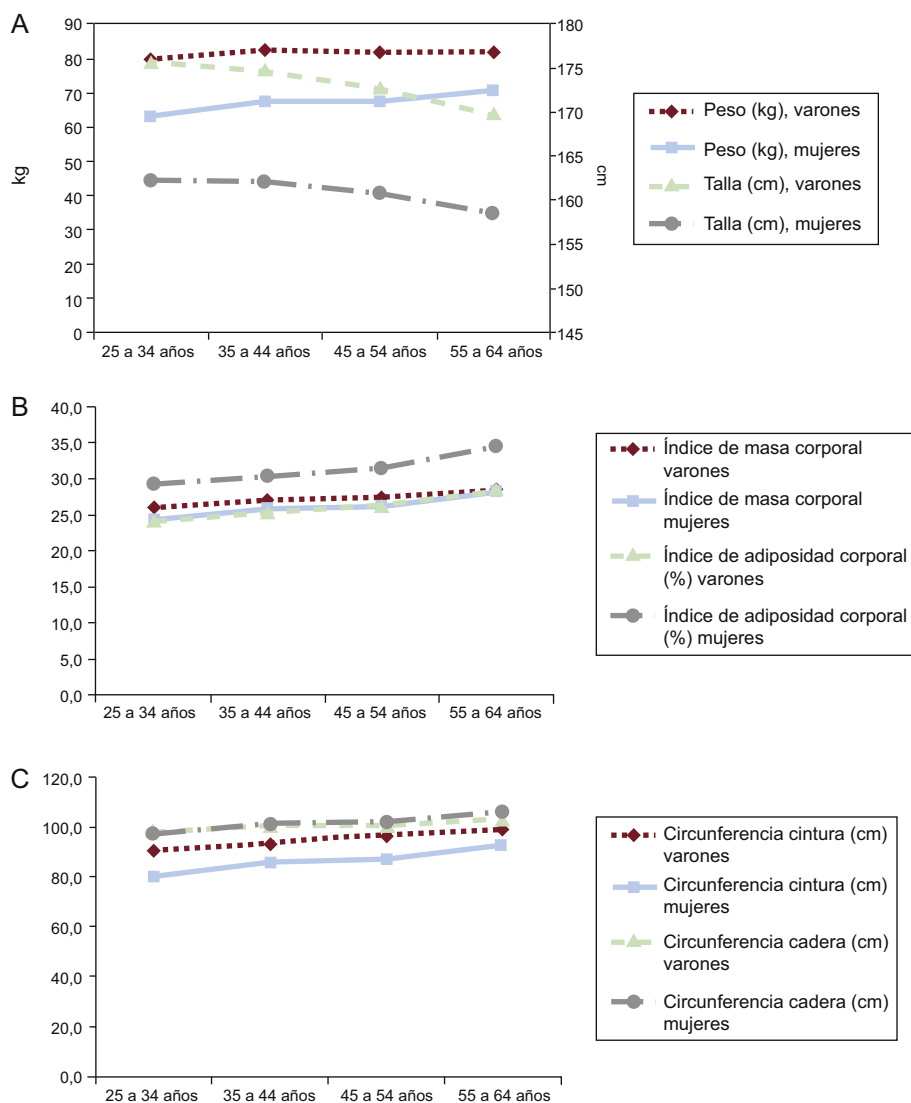 A
90
80
70
60
50
40
30
20
10
0
kg
180
175
170
165
160
155
150
145
cm
25 a 34 años
35 a 44 años
45 a 54 años
55 a 64 años
Peso (kg), varones
Peso (kg), mujeres
Talla (cm), varones
Talla (cm), mujeres
B
40,0
35,0
30,0
25,0
20,0
15,0
10,0
5,0
0,0
25 a 34 años
35 a 44 años
45 a 54 años
55 a 64 años
Índice de masa corporal
varones
Índice de masa corporal
mujeres
Índice de adiposidad corporal
(%) varones
Índice de adiposidad corporal
(%) mujeres
C
120,0
100,0
80,0
60,0
40,0
20,0
0,0
25 a 34 años
35 a 44 años
45 a 54 años
55 a 64 años
Circunferencia cintura (cm)
varones
Circunferencia cintura (cm)
mujeres
Circunferencia cadera (cm)
varones
Circunferencia cadera (cm)
mujeres